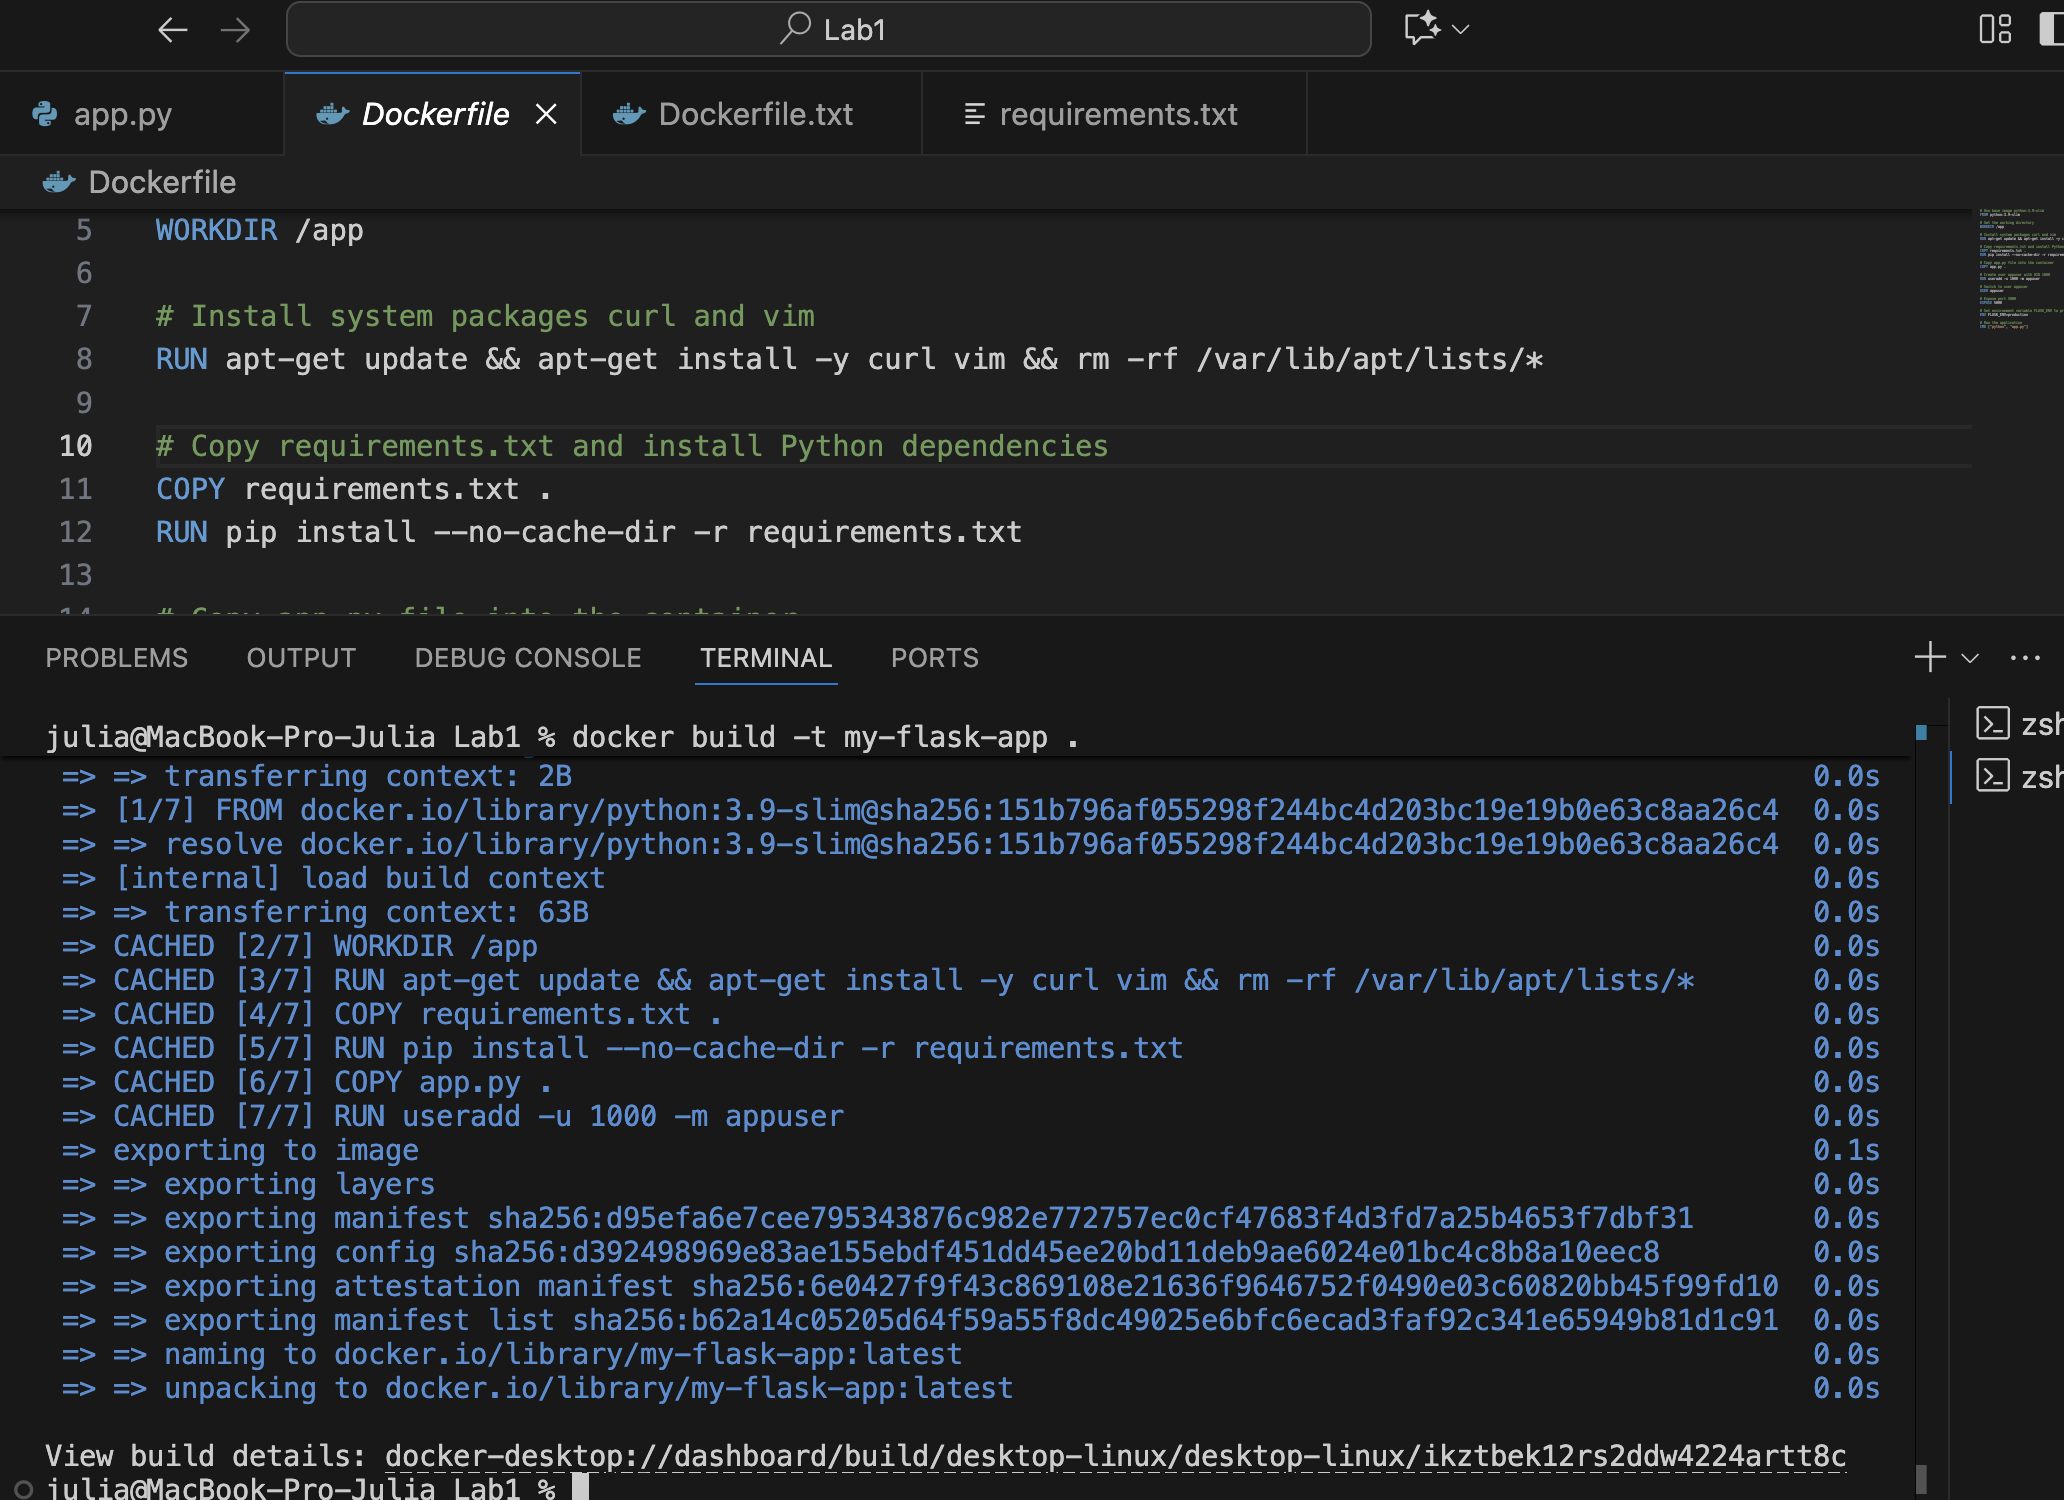 Lab1
app.py
Dockerfile
Dockerfile.txt
requirements.txt
Dockerfile
5 WORKDIR /app
6
7 # Install system packages curl and vim
8 RUN apt-get update && apt-get install -y curl vim && rm -rf /var/lib/apt/lists/*
9
10 # Copy requirements.txt and install Python dependencies
11 COPY requirements.txt .
12 RUN pip install --no-cache-dir -r requirements.txt
13
14 # Copy app.py file into the container
PROBLEMS OUTPUT DEBUG CONSOLE TERMINAL PORTS
zsh
zsh
julia@MacBook-Pro-Julia Lab1 % docker build -t my-flask-app .
=> => transferring context: 2B 0.0s
=> [1/7] FROM docker.io/library/python:3.9-slim@sha256:151b796af055298f244bc4d203bc19e19b0e63c8aa26c4 0.0s
=> => resolve docker.io/library/python:3.9-slim@sha256:151b796af055298f244bc4d203bc19e19b0e63c8aa26c4 0.0s
=> [internal] load build context 0.0s
=> => transferring context: 63B 0.0s
=> CACHED [2/7] WORKDIR /app 0.0s
=> CACHED [3/7] RUN apt-get update && apt-get install -y curl vim && rm -rf /var/lib/apt/lists/* 0.0s
=> CACHED [4/7] COPY requirements.txt . 0.0s
=> CACHED [5/7] RUN pip install --no-cache-dir -r requirements.txt 0.0s
=> CACHED [6/7] COPY app.py . 0.0s
=> CACHED [7/7] RUN useradd -u 1000 -m appuser 0.0s
=> exporting to image 0.1s
=> => exporting layers 0.0s
=> => exporting manifest sha256:d95efa6e7cee795343876c982e772757ec0cf47683f4d3fd7a25b4653f7dbf31 0.0s
=> => exporting config sha256:d392498969e83ae155ebdf451dd45ee20bd11deb9ae6024e01bc4c8b8a10eec8 0.0s
=> => exporting attestation manifest sha256:6e0427f9f43c869108e21636f9646752f0490e03c60820bb45f99fd10 0.0s
=> => exporting manifest list sha256:b62a14c05205d64f59a55f8dc49025e6bfc6ecad3faf92c341e65949b81d1c91 0.0s
=> => naming to docker.io/library/my-flask-app:latest 0.0s
=> => unpacking to docker.io/library/my-flask-app:latest 0.0s
View build details: docker-desktop://dashboard/build/desktop-linux/desktop-linux/ikztbek12rs2ddw4224artt8c
julia@MacBook-Pro-Julia Lab1 %